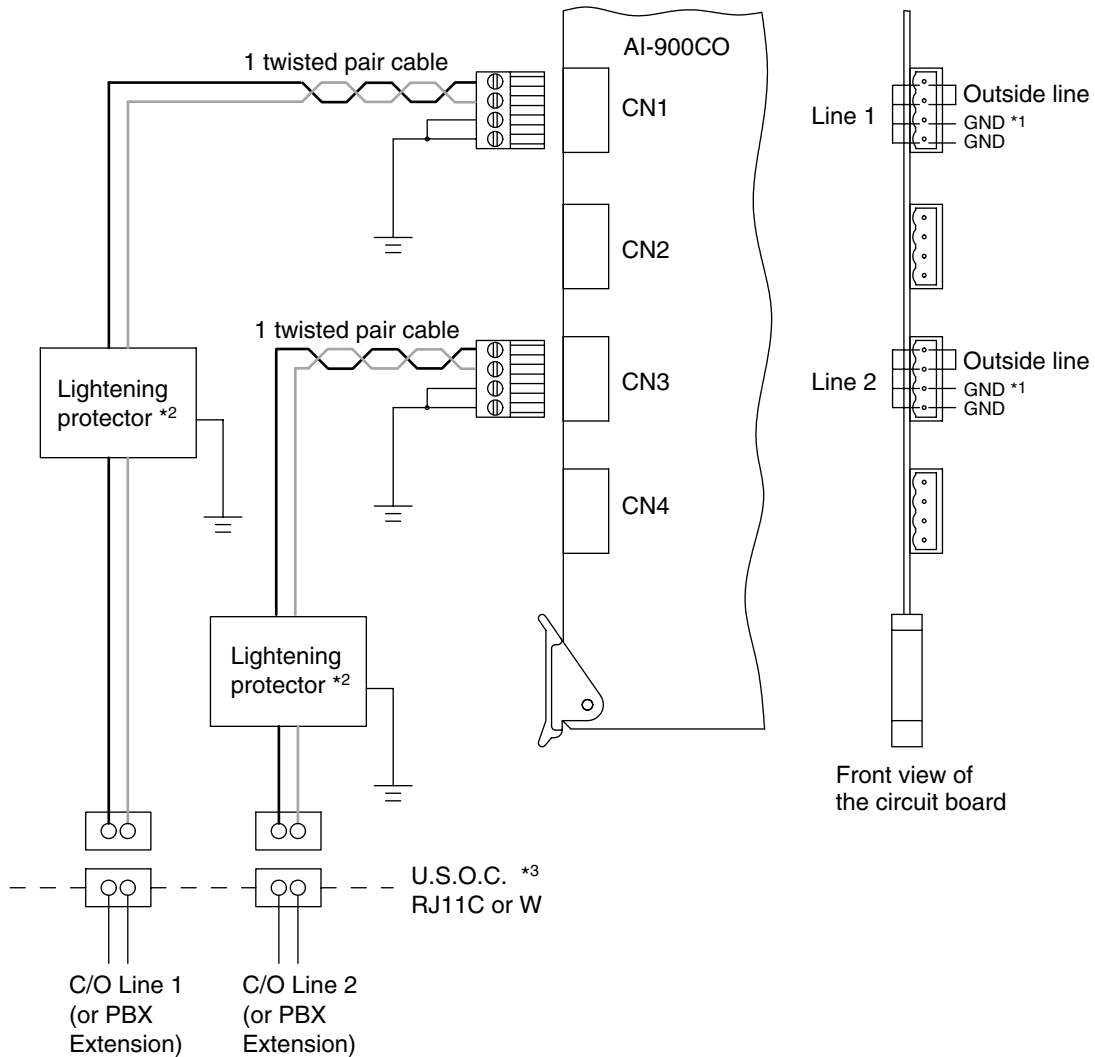 AI-900CO
1 twisted pair cable
CN1
Line 1
Outside line
GND *1
GND
CN2
1 twisted pair cable
CN3
Line 2
Outside line
GND *1
GND
Lightening
protector *2
CN4
Lightening
protector *2
Front view of
the circuit board
U.S.O.C. *3
RJ11C or W
C/O Line 1
(or PBX
Extension)
C/O Line 2
(or PBX
Extension)